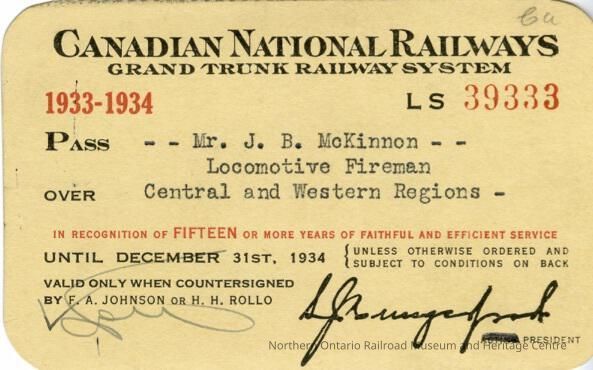 6a
CANADIAN NATIONAL RAILWAYS
GRAND TRUNK RAILWAY SYSTEM
1933-1934 LS 39333
PASS -- Mr. J. B. McKinnon --
Locomotive Fireman
OVER Central and Western Regions -
IN RECOGNITION OF FIFTEEN OR MORE YEARS OF FAITHFUL AND EFFICIENT SERVICE
UNTIL DECEMBER 31ST, 1934 { UNLESS OTHERWISE ORDERED AND
SUBJECT TO CONDITIONS ON BACK
VALID ONLY WHEN COUNTERSIGNED
BY F. A. JOHNSON OR H. H. ROLLO
PRESIDENT
Northern Ontario Railroad Museum and Heritage Centre